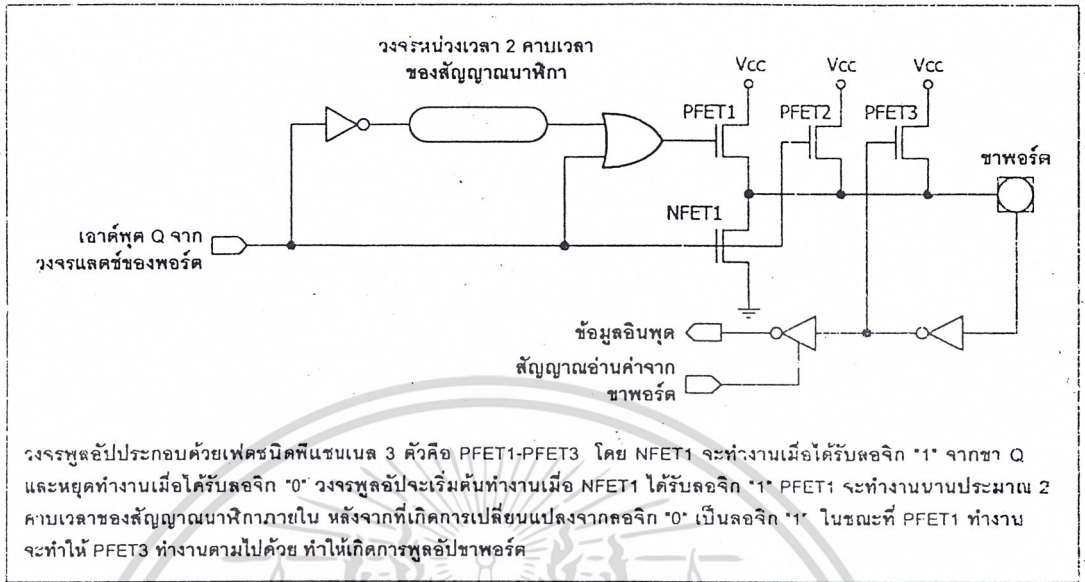 วงจรหน่วงเวลา 2 คาบเวลา
ของสัญญาณนาฬิกา
Vcc
Vcc
Vcc
PFET1
PFET2
PFET3
ขาพอร์ต
NFET1
เอาต์พุต Q จาก
วงจรแลตช์ของพอร์ต
ข้อมูลอินพุต
สัญญาณอ่านค่าจาก
ขาพอร์ต
วงจรพูลอัปประกอบด้วยเฟตชนิดพีแชนเนล 3 ตัวคือ PFET1-PFET3 โดย NFET1 จะทำงานเมื่อได้รับลอจิก "1" จากขา Q
และหยุดทำงานเมื่อได้รับลอจิก "0" วงจรพูลอัปจะเริ่มต้นทำงานเมื่อ NFET1 ได้รับลอจิก "1" PFET1 จะทำงานนานประมาณ 2
คาบเวลาของสัญญาณนาฬิกาภายใน หลังจากที่เกิดการเปลี่ยนแปลงจากลอจิก "0" เป็นลอจิก "1" ในขณะที่ PFET1 ทำงาน
จะทำให้ PFET3 ทำงานตามไปด้วย ทำให้เกิดการพูลอัปขาพอร์ต